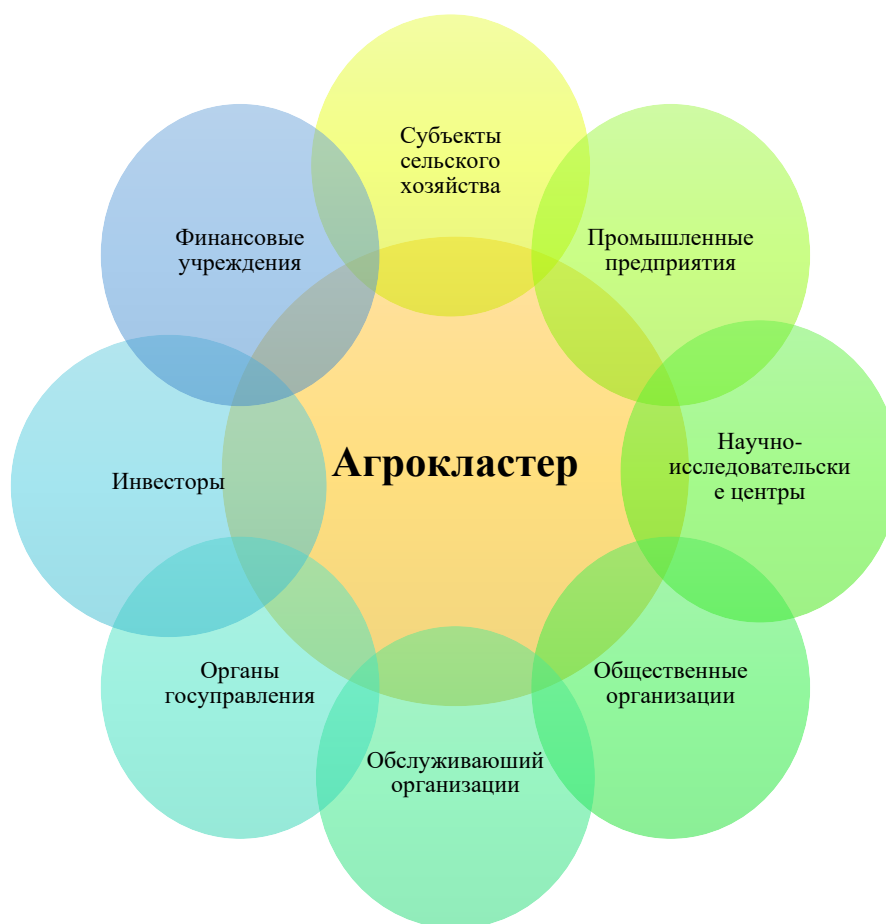 Субъекты
сельского
хозяйства
Финансовые
учреждения
Промышленные
предприятия
Агрокластер
Научно-
исследовательски
е центры
Инвесторы
Органы
госуправления
Общественные
организации
Обслуживаюший
организации